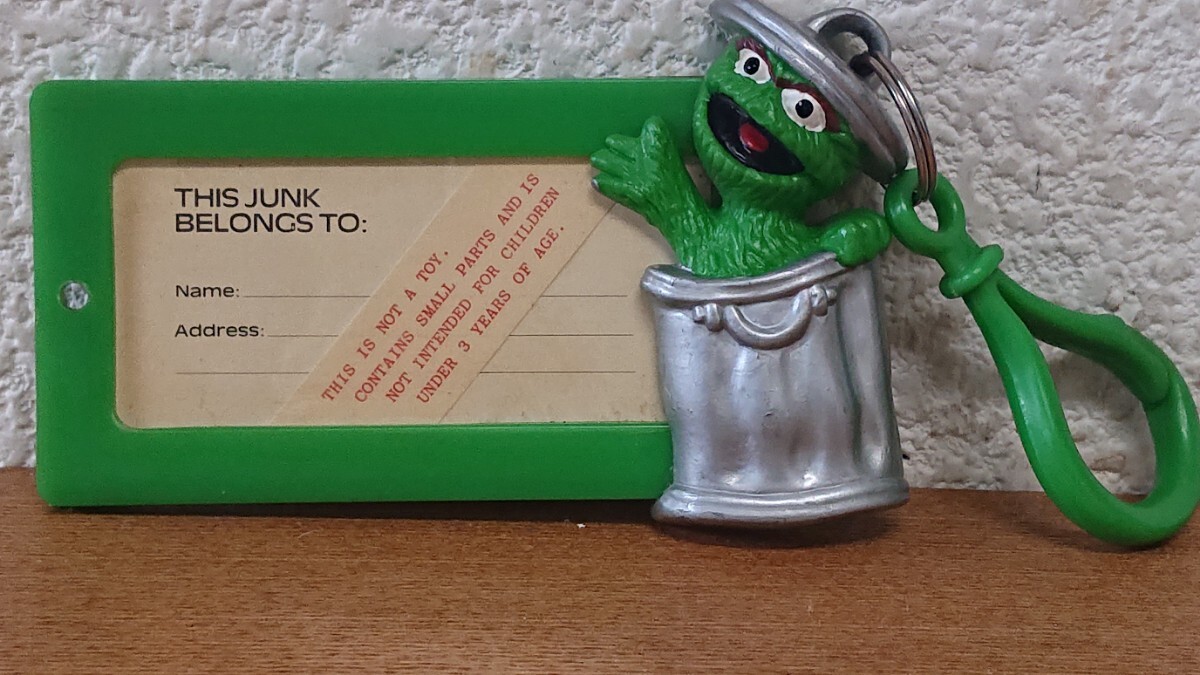 THIS JUNK
BELONGS TO:
Name:
Address:
THIS IS NOT A TOY.
CONTAINS SMALL PARTS AND IS
NOT INTENDED FOR CHILDREN
UNDER 3 YEARS OF AGE.